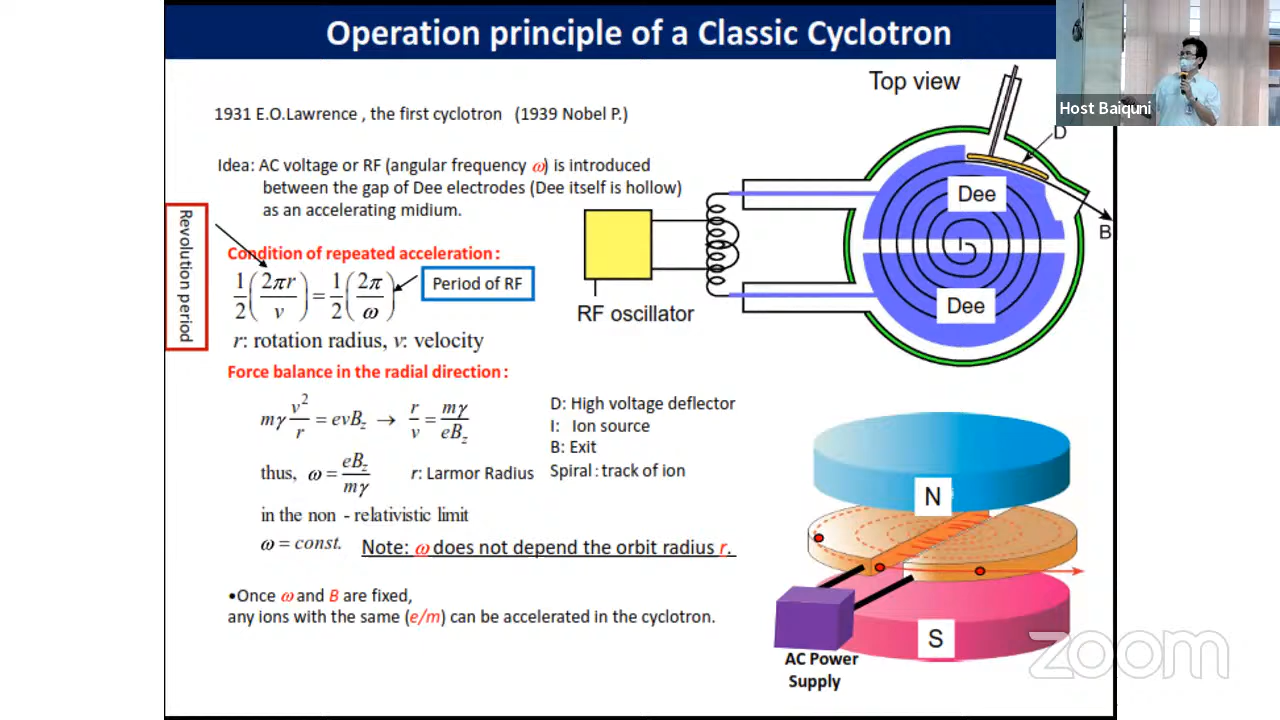 Operation principle of a Classic Cyclotron
1931 E.O.Lawrence , the first cyclotron (1939 Nobel P.)
Idea: AC voltage or RF (angular frequency ω) is introduced
between the gap of Dee electrodes (Dee itself is hollow)
as an accelerating midium.
Revolution period
Condition of repeated acceleration :
1/2 (2πr/v) = 1/2 (2π/ω)
Period of RF
r: rotation radius, v: velocity
Force balance in the radial direction :
mγ v²/r = evB_z → r/v = mγ/eB_z
thus, ω = eB_z/mγ
r: Larmor Radius
in the non - relativistic limit
ω = const.
Note: ω does not depend the orbit radius r.
•Once ω and B are fixed,
any ions with the same (e/m) can be accelerated in the cyclotron.
D: High voltage deflector
I: Ion source
B: Exit
Spiral : track of ion
Top view
D
Dee
B
Dee
RF oscillator
N
S
AC Power
Supply
Host Baiquni
zoom